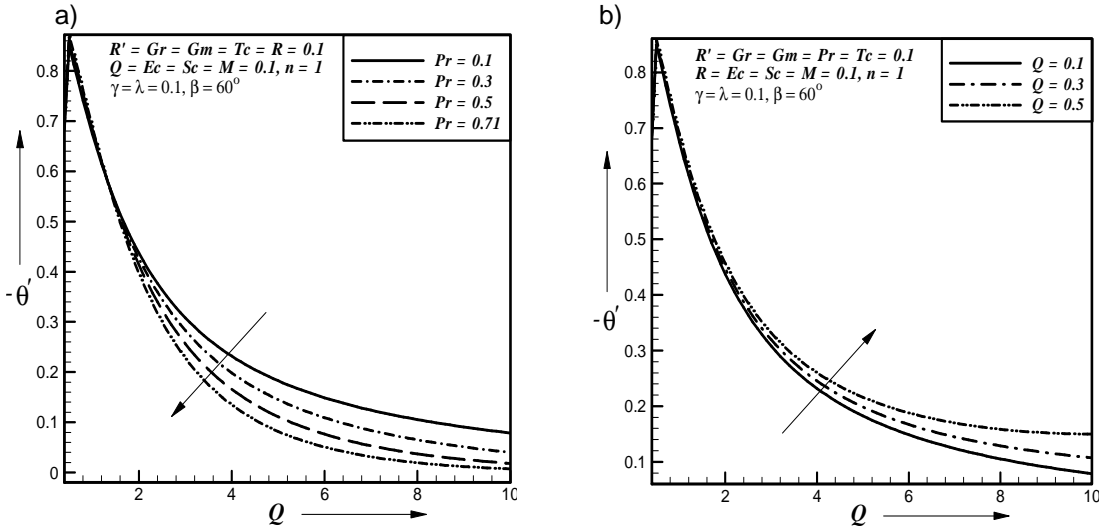 a)
R' = Gr = Gm = Tc = R = 0.1
Q = Ec = Sc = M = 0.1, n = 1
γ = λ = 0.1, β = 60°
Pr = 0.1
Pr = 0.3
Pr = 0.5
Pr = 0.71
0.8
0.7
0.6
0.5
0.4
0.3
0.2
0.1
0
-θ'
2
4
6
8
10
Q
b)
R' = Gr = Gm = Pr = Tc = 0.1
R = Ec = Sc = M = 0.1, n = 1
γ = λ = 0.1, β = 60°
Q = 0.1
Q = 0.3
Q = 0.5
0.8
0.7
0.6
0.5
0.4
0.3
0.2
0.1
-θ'
2
4
6
8
10
Q